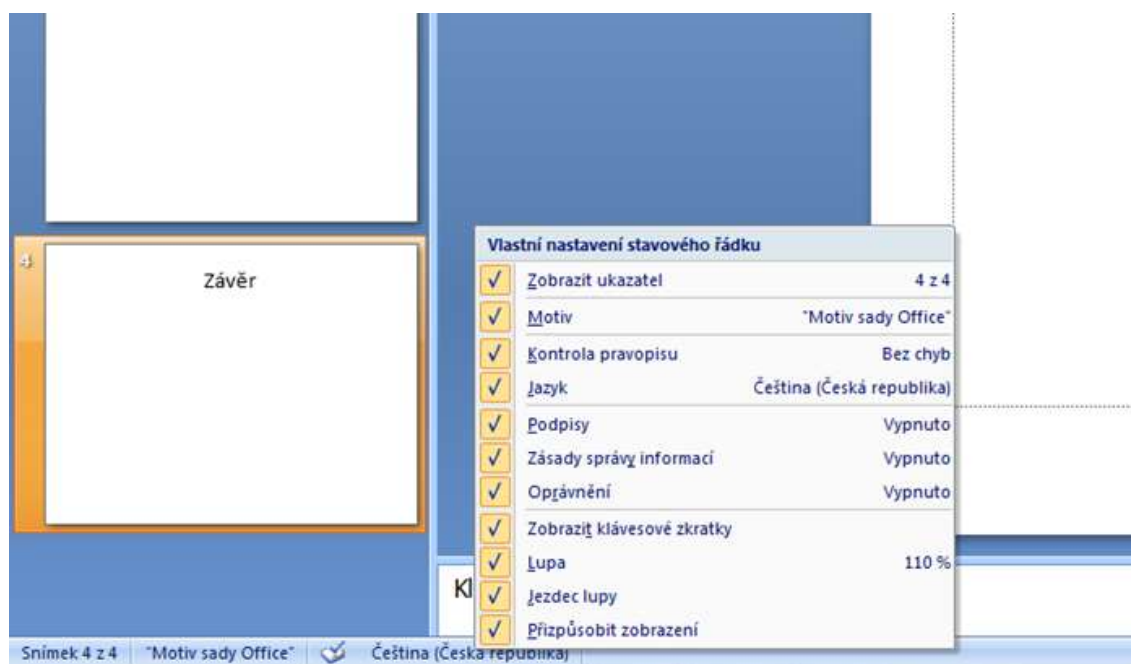 4
Závěr
Vlastní nastavení stavového řádku
Zobrazit ukazatel 4 z 4
Motiv "Motiv sady Office"
Kontrola pravopisu Bez chyb
Jazyk Čeština (Česká republika)
Podpisy Vypnuto
Zásady správy informací Vypnuto
Oprávnění Vypnuto
Zobrazit klávesové zkratky
Lupa 110 %
Jezdec lupy
Přizpůsobit zobrazení
Kl
Snímek 4 z 4 "Motiv sady Office" Čeština (Česká republika)